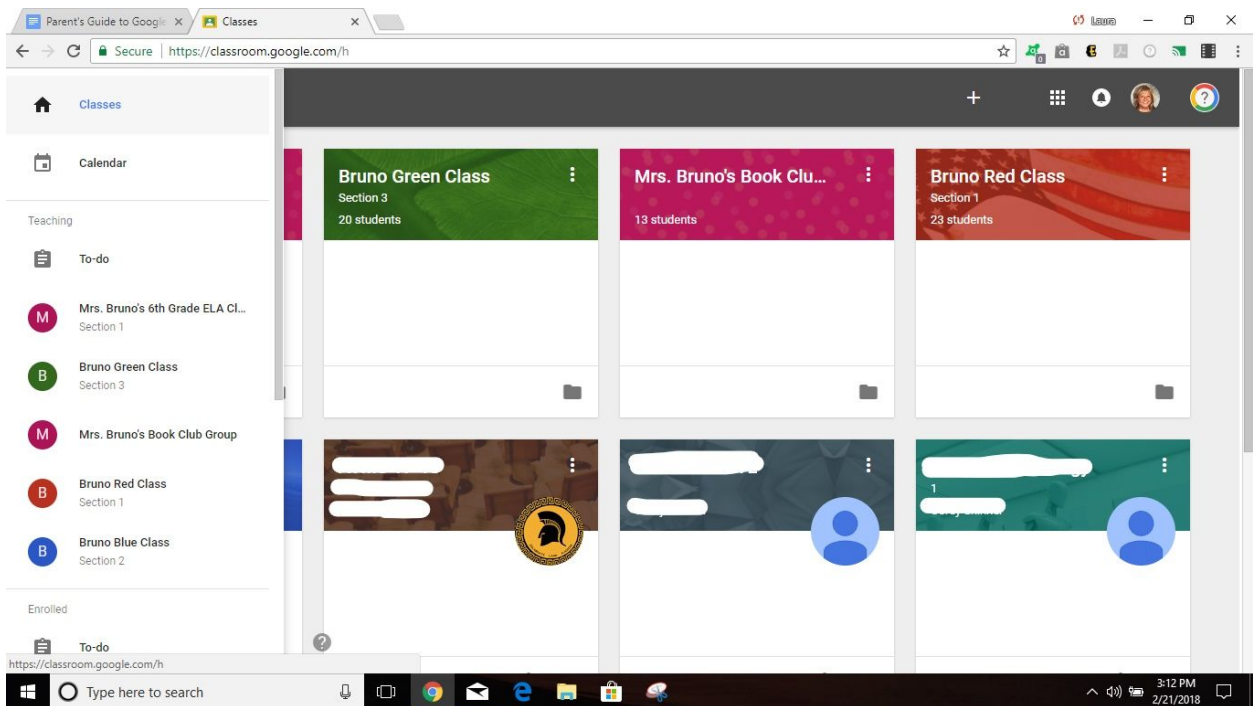 Parent's Guide to Google
Classes
Laura
Secure | https://classroom.google.com/h
Classes
Calendar
Teaching
To-do
M
Mrs. Bruno's 6th Grade ELA Cl...
Section 1
B
Bruno Green Class
Section 3
M
Mrs. Bruno's Book Club Group
B
Bruno Red Class
Section 1
B
Bruno Blue Class
Section 2
Enrolled
To-do
https://classroom.google.com/h
Bruno Green Class
Section 3
20 students
Mrs. Bruno's Book Clu...
13 students
Bruno Red Class
Section 1
23 students
1
Type here to search
3:12 PM
2/21/2018